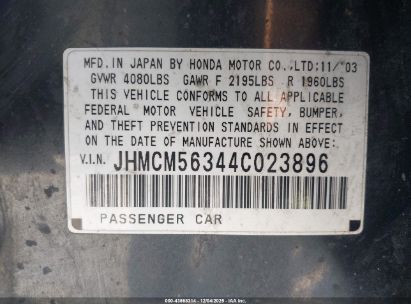 MFD. IN JAPAN BY HONDA MOTOR CO., LTD: 11/'03
GVWR 4080LBS GAWR F 2195LBS R 1960LBS
THIS VEHICLE CONFORMS TO ALL APPLICABLE
FEDERAL MOTOR VEHICLE SAFETY, BUMPER,
AND THEFT PREVENTION STANDARDS IN EFFECT
ON THE DATE OF MANUFACTURE SHOWN ABOVE:
V.I.N. JHMCM56344C023896
PASSENGER CAR